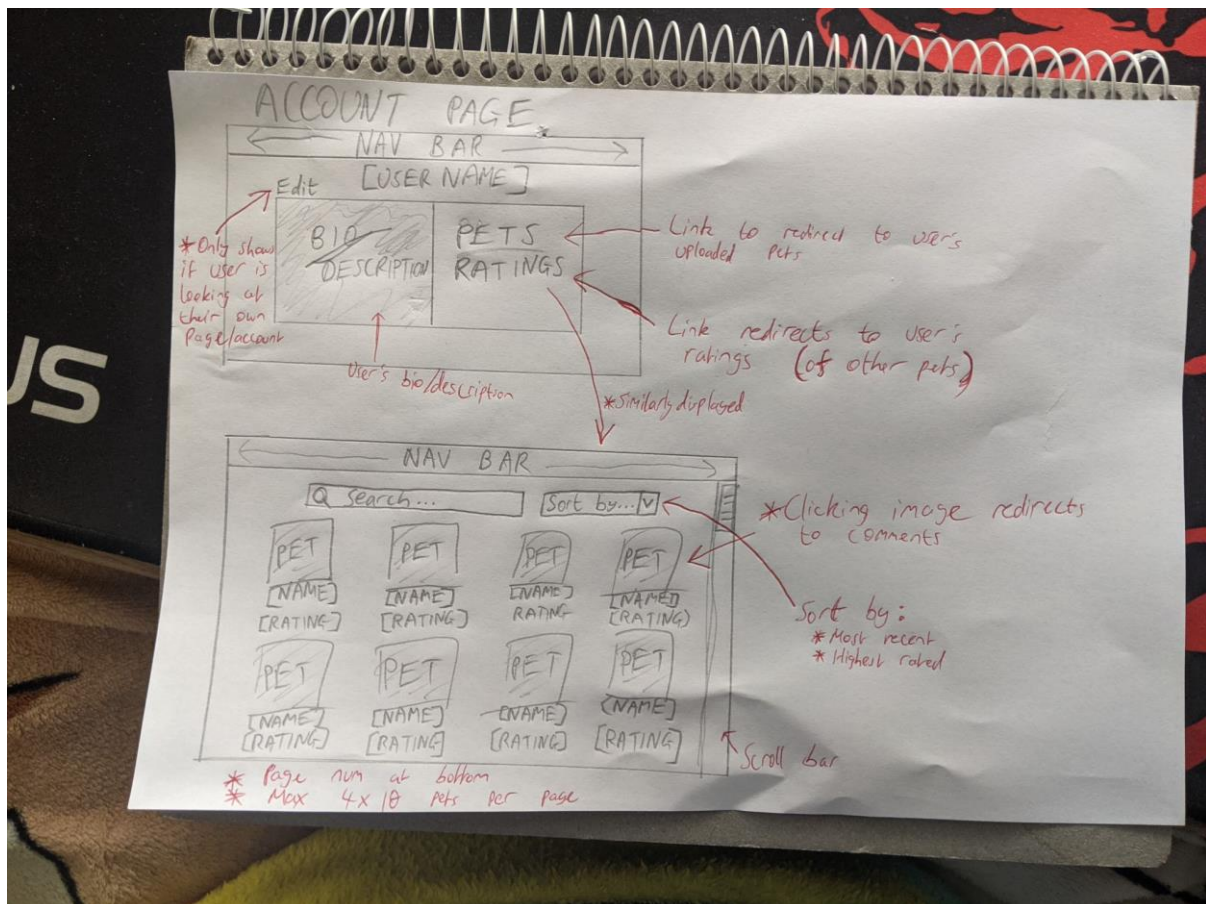 ACCOUNT PAGE
*
NAV BAR
[USER NAME]
Edit
BIO
DESCRIPTION
PETS
RATINGS
Link to redirect to user's
uploaded pets
*Only shows
if user is
looking at
their own
Page/account
Link redirects to user's
ratings (of other pets)
User's bio/description
*Similarly displayed
US
NAV BAR
Search...
Sort by... v
*Clicking image redirects
to comments
PET PET PET PET
[NAME] [NAME] [NAME] [NAME]
[RATING] [RATING] RATING [RATING]
Sort by:
* Most recent
* Highest rated
PET PET PET PET
[NAME] [NAME] [NAME] [NAME]
[RATING] [RATING] [RATING] [RATING]
Scroll bar
* Page num at bottom
* Max 4x10 pets per page